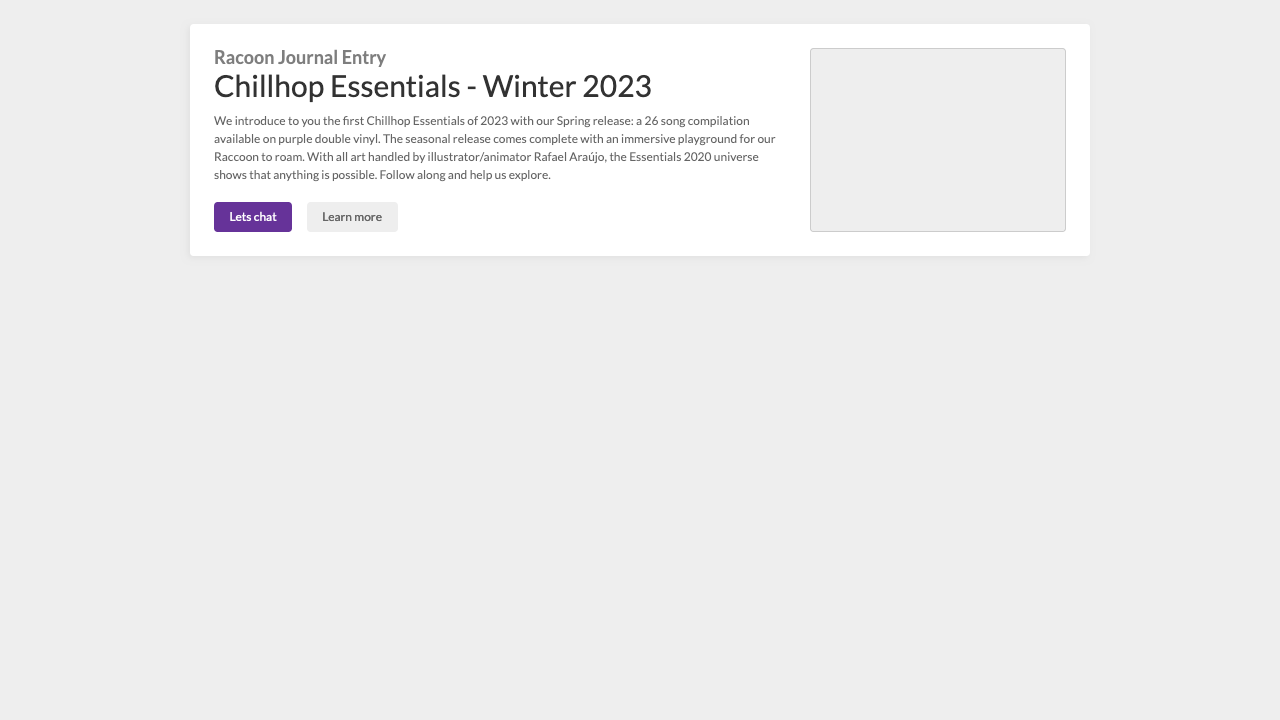 Racoon Journal Entry
Chillhop Essentials - Winter 2023
We introduce to you the first Chillhop Essentials of 2023 with our Spring release: a 26 song compilation
available on purple double vinyl. The seasonal release comes complete with an immersive playground for our
Raccoon to roam. With all art handled by illustrator/animator Rafael Araújo, the Essentials 2020 universe
shows that anything is possible. Follow along and help us explore.
Lets chat
Learn more